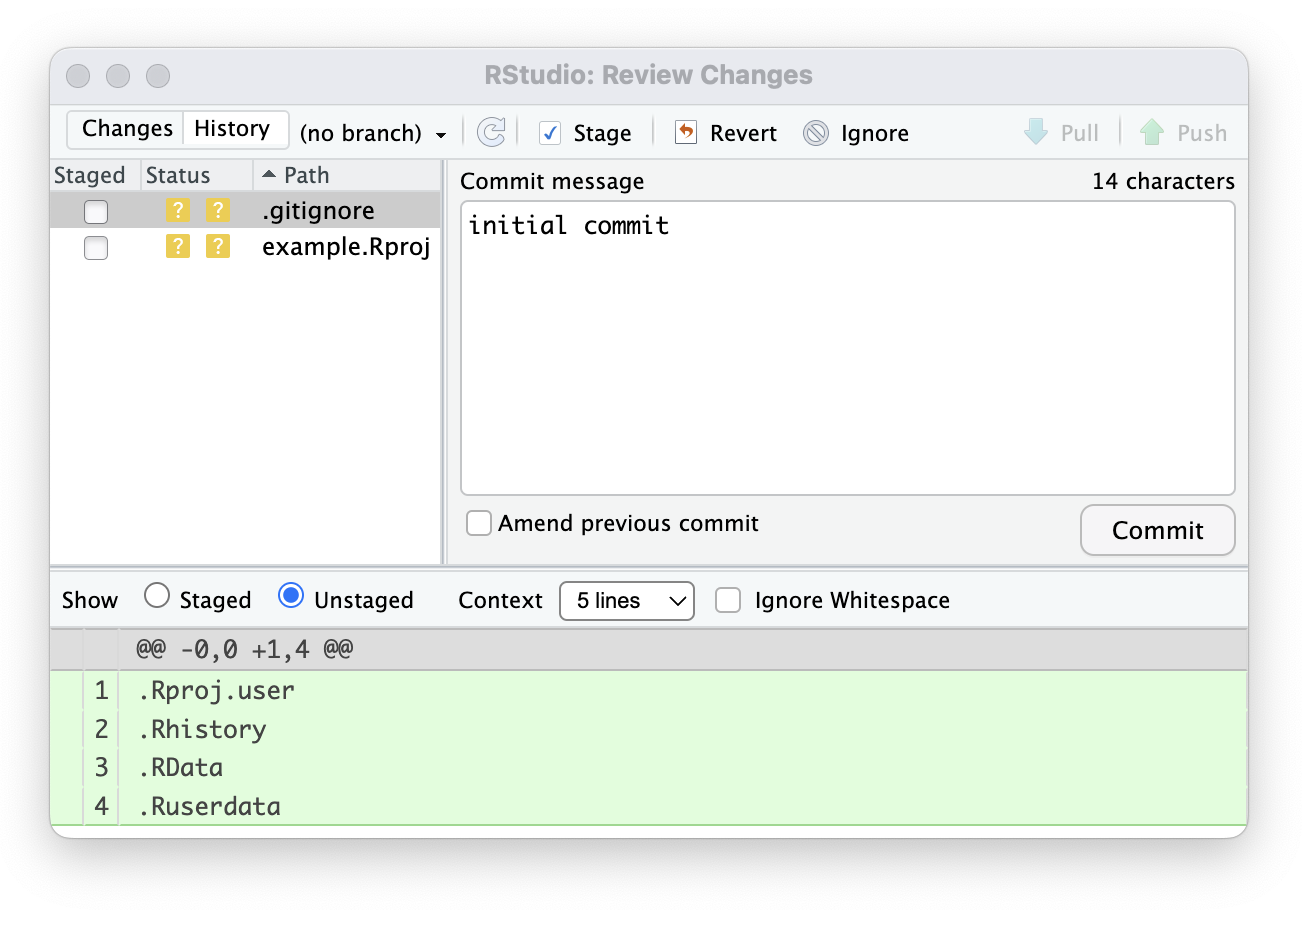 RStudio: Review Changes
Changes History (no branch) Stage Revert Ignore Pull Push
Staged Status Path
? ? .gitignore
? ? example.Rproj
Commit message 14 characters
initial commit
Amend previous commit Commit
Show Staged Unstaged Context 5 lines Ignore Whitespace
@@ -0,0 +1,4 @@
1 .Rproj.user
2 .Rhistory
3 .RData
4 .Ruserdata